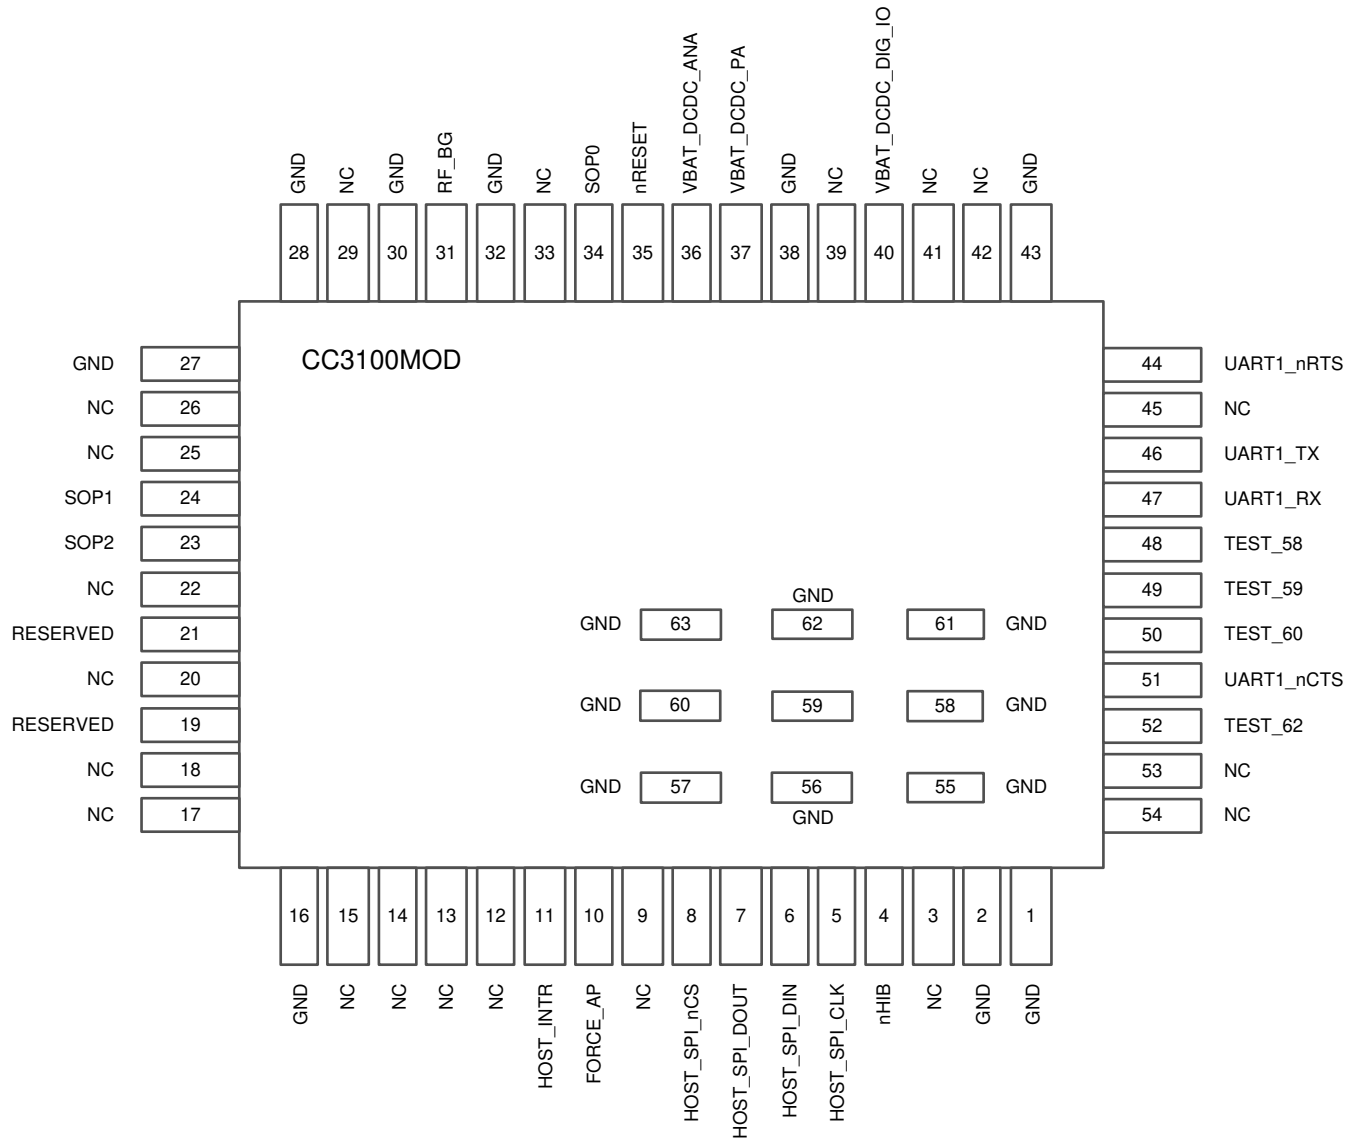 GND
NC
GND
RF_BG
GND
NC
SOP0
nRESET
VBAT_DCDC_ANA
VBAT_DCDC_PA
GND
NC
VBAT_DCDC_DIG_IO
NC
NC
GND
28
29
30
31
32
33
34
35
36
37
38
39
40
41
42
43
CC3100MOD
GND 27
NC 26
NC 25
SOP1 24
SOP2 23
NC 22
RESERVED 21
NC 20
RESERVED 19
NC 18
NC 17
44 UART1_nRTS
45 NC
46 UART1_TX
47 UART1_RX
48 TEST_58
49 TEST_59
50 TEST_60
51 UART1_nCTS
52 TEST_62
53 NC
54 NC
GND
GND 63 62 61 GND
GND 60 59 58 GND
GND 57 56 55 GND
GND
16
15
14
13
12
11
10
9
8
7
6
5
4
3
2
1
GND
NC
NC
NC
NC
HOST_INTR
FORCE_AP
NC
HOST_SPI_nCS
HOST_SPI_DOUT
HOST_SPI_DIN
HOST_SPI_CLK
nHIB
NC
GND
GND